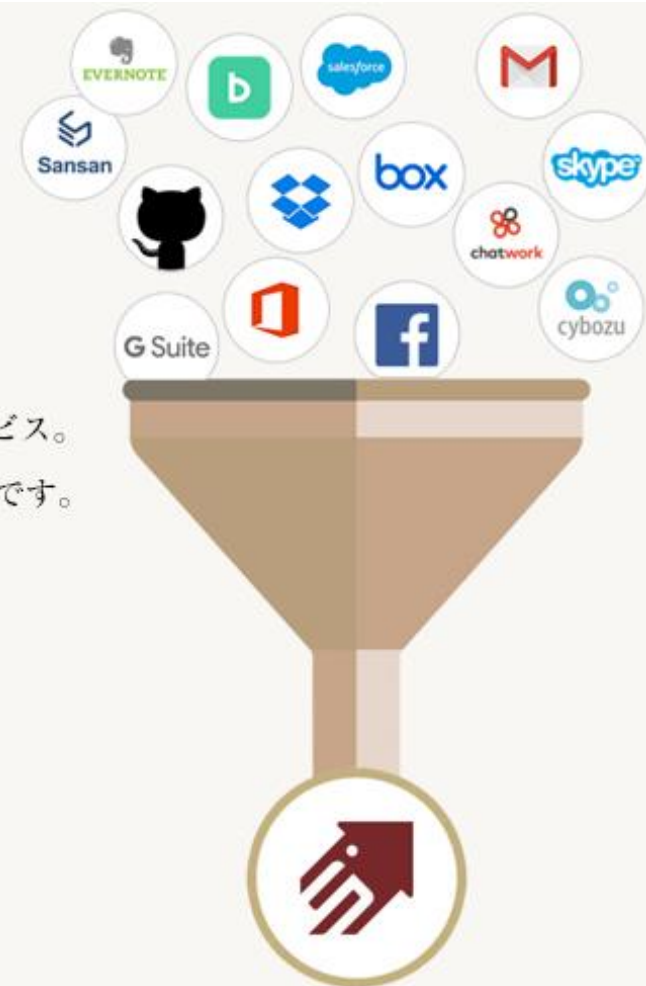 EVERNOTE
b
salesforce
Sansan
box
skype
chatwork
cybozu
G Suite
f
ビス。
です。